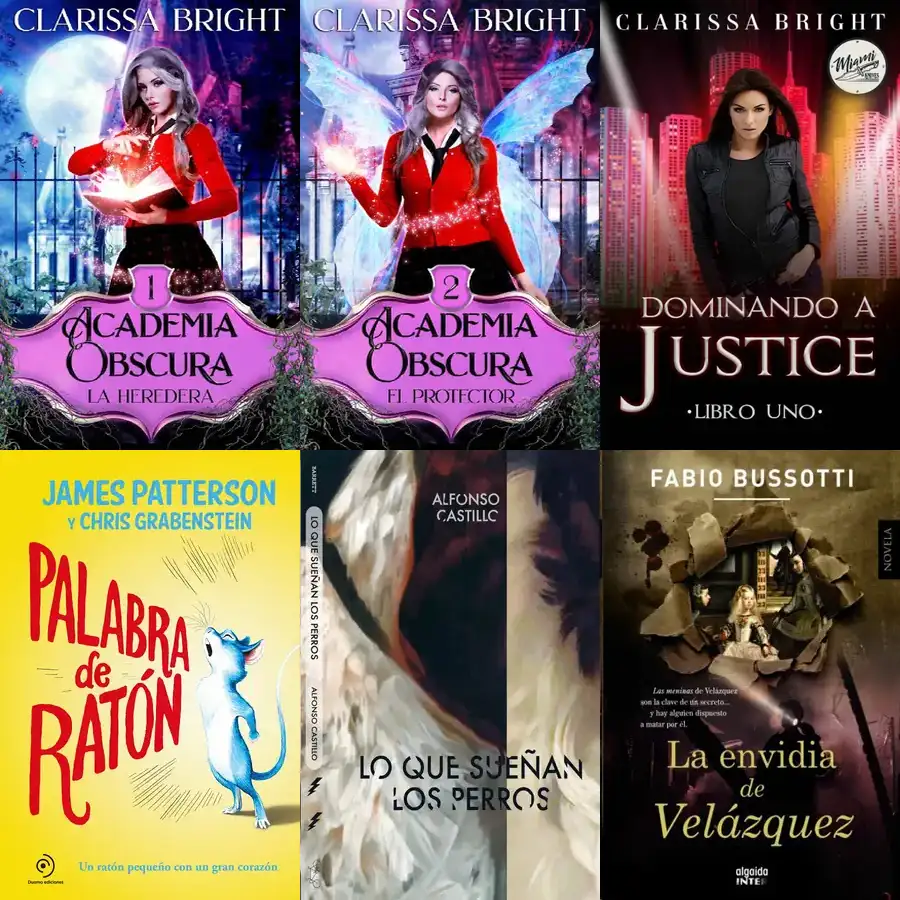 CLARISSA BRIGHT
1
ACADEMIA
OBSCURA
LA HEREDERA
CLARISSA BRIGHT
2
ACADEMIA
OBSCURA
EL PROTECTOR
CLARISSA BRIGHT
Miami
DOMINANDO A
JUSTICE
•LIBRO UNO•
JAMES PATTERSON
Y CHRIS GRABENSTEIN
PALABRA
de
RATÓN
Un ratón pequeño con un gran corazón
Duomo ediciones
BARRETT
LO QUE SUEÑAN LOS PERROS
ALFONSO CASTILLO
ALFONSO
CASTILLO
LO QUE SUEÑAN
LOS PERROS
FABIO BUSSOTTI
NOVELA
Las meninas de Velázquez
son la clave de un secreto...
y hay alguien dispuesto
a matar por él.
La envidia
de
Velázquez
algaida
INTER